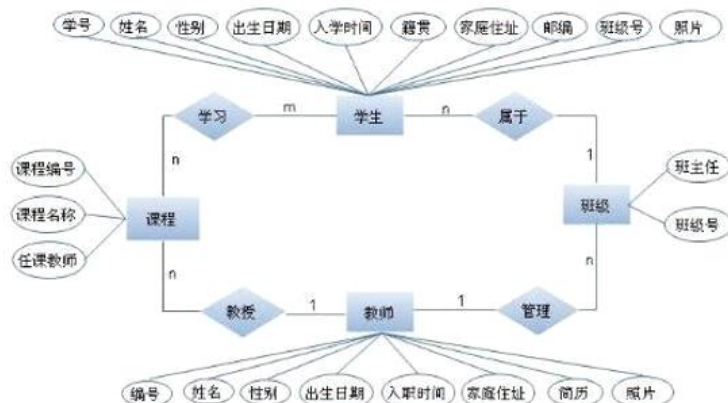 学号 姓名 性别 出生日期 入学时间 籍贯 家庭住址 邮编 班级号 照片
学习 m 学生 n 属于
n 1
课程编号 班主任
课程名称 课程 班级
任课教师 班级号
n n
教授 1 教师 1 管理
编号 姓名 性别 出生日期 入职时间 家庭住址 简历 照片